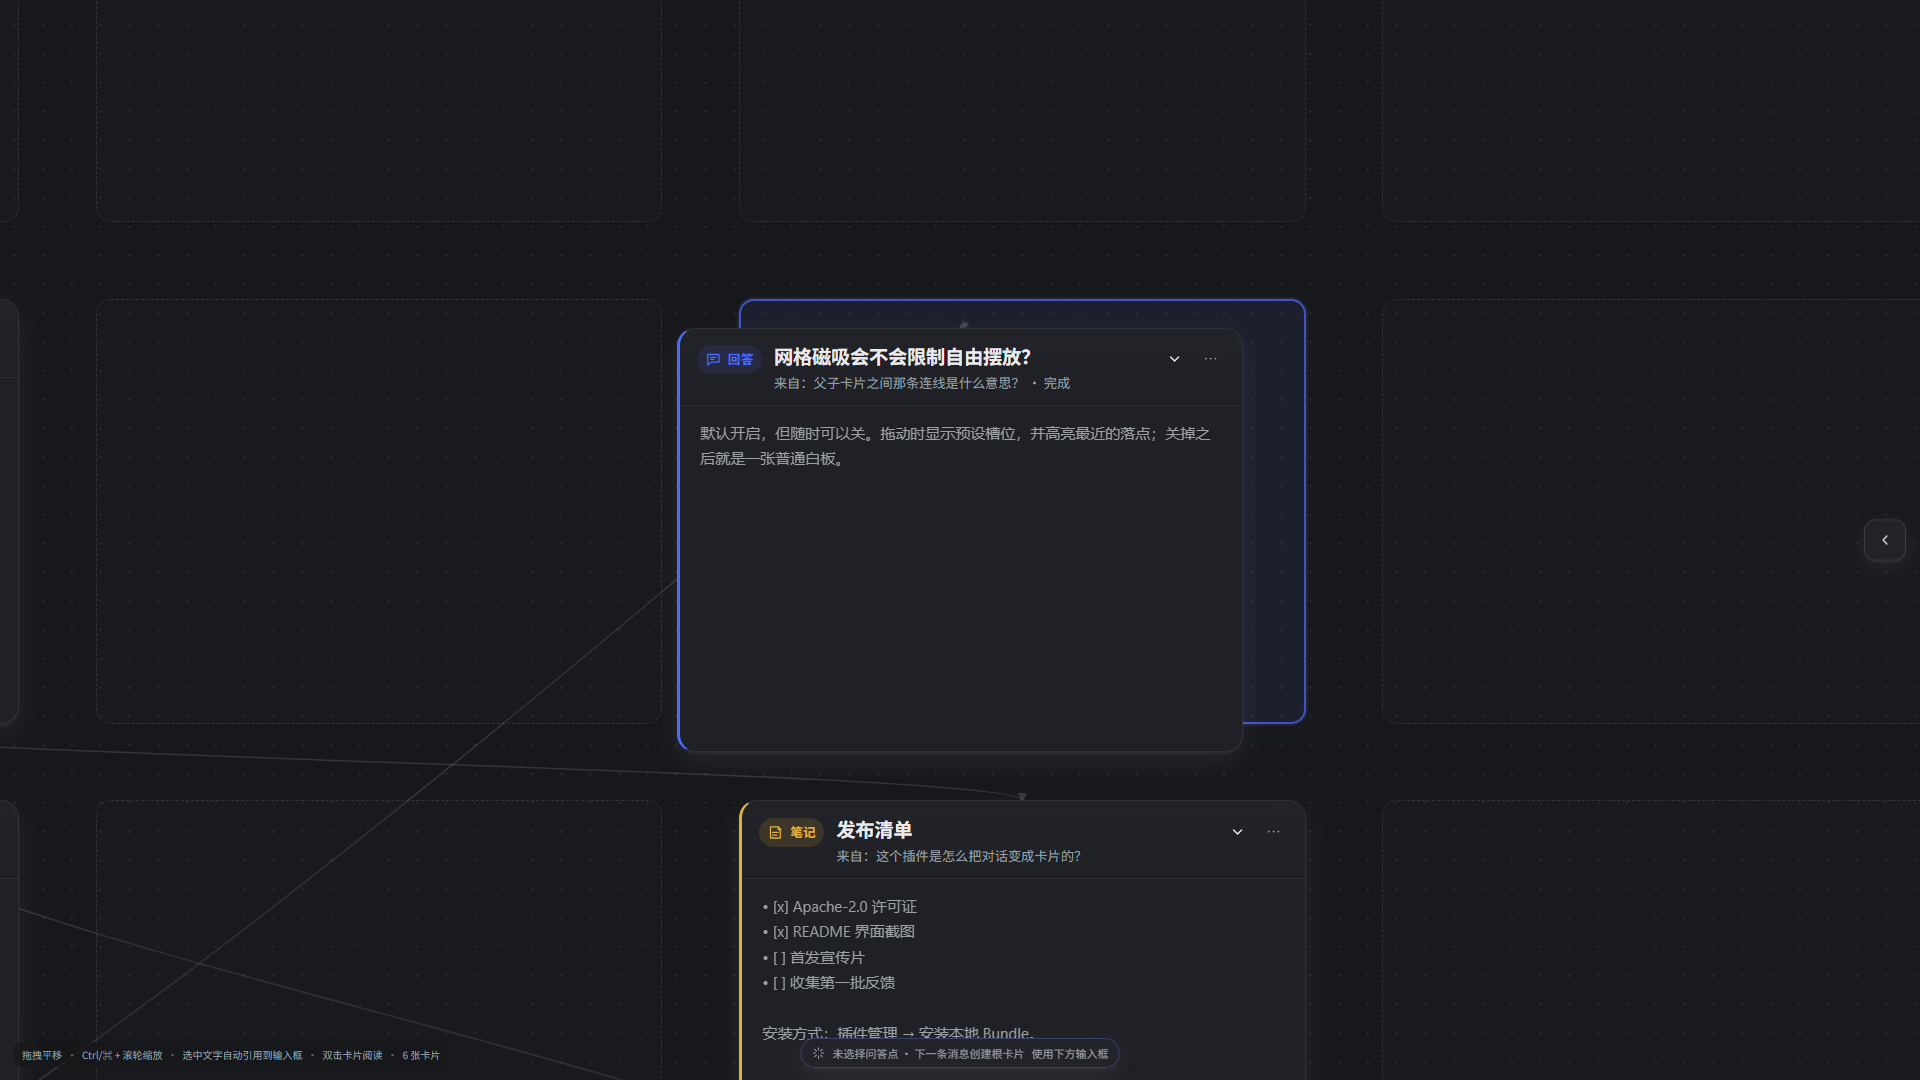 回答
网格磁吸会不会限制自由摆放？
来自：父子卡片之间那条连线是什么意思？ • 完成
默认开启，但随时可以关。拖动时显示预设槽位，并高亮最近的落点；关掉之
后就是一张普通白板。
笔记
发布清单
来自：这个插件是怎么把对话变成卡片的？
• [x] Apache-2.0 许可证
• [x] README 界面截图
• [ ] 首发宣传片
• [ ] 收集第一批反馈
安装方式：插件管理 → 安装本地 Bundle。
拖拽平移 • Ctrl/⌘ + 滚轮缩放 • 选中文字自动引用到输入框 • 双击卡片阅读 • 6 张卡片
未选择问答点 • 下一条消息创建根卡片 使用下方输入框